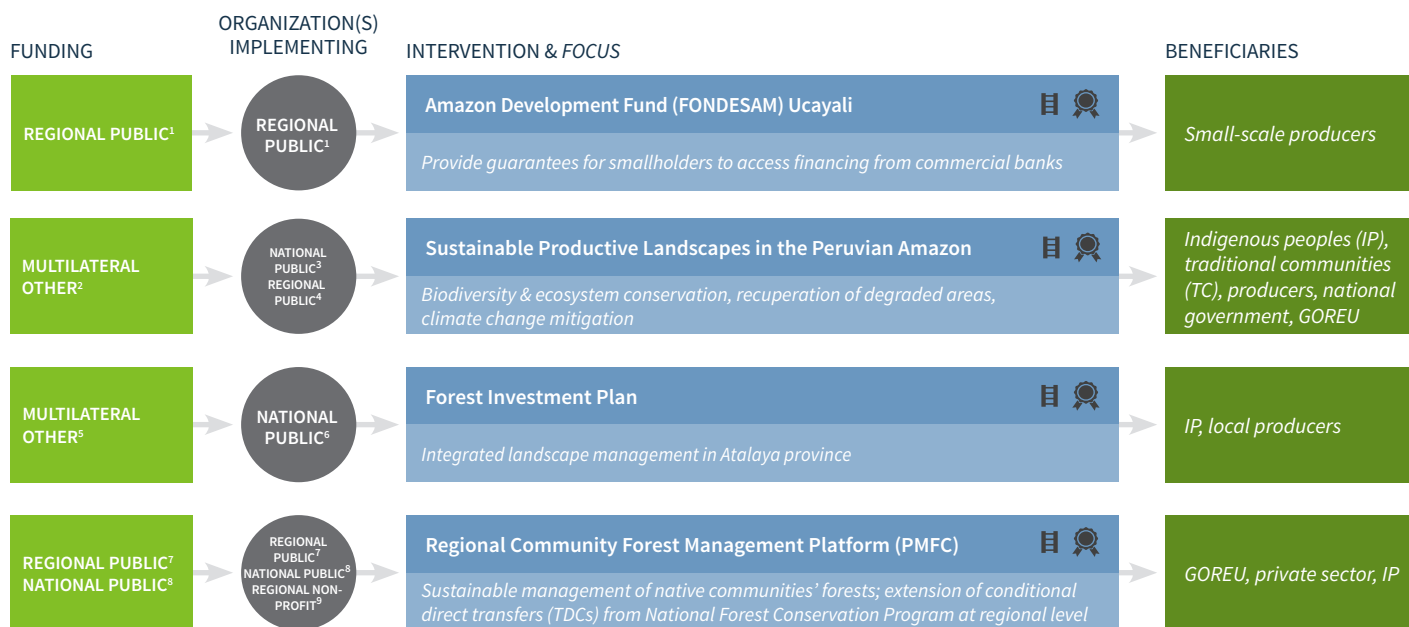 FUNDING
ORGANIZATION(S)
IMPLEMENTING
INTERVENTION & FOCUS
BENEFICIARIES
REGIONAL PUBLIC¹
REGIONAL
PUBLIC¹
Amazon Development Fund (FONDESAM) Ucayali
Provide guarantees for smallholders to access financing from commercial banks
Small-scale producers
MULTILATERAL
OTHER²
NATIONAL
PUBLIC³
REGIONAL
PUBLIC⁴
Sustainable Productive Landscapes in the Peruvian Amazon
Biodiversity & ecosystem conservation, recuperation of degraded areas,
climate change mitigation
Indigenous peoples (IP),
traditional communities
(TC), producers, national
government, GOREU
MULTILATERAL
OTHER⁵
NATIONAL
PUBLIC⁶
Forest Investment Plan
Integrated landscape management in Atalaya province
IP, local producers
REGIONAL PUBLIC⁷
NATIONAL PUBLIC⁸
REGIONAL
PUBLIC⁷
NATIONAL PUBLIC⁸
REGIONAL NON-
PROFIT⁹
Regional Community Forest Management Platform (PMFC)
Sustainable management of native communities’ forests; extension of conditional
direct transfers (TDCs) from National Forest Conservation Program at regional level
GOREU, private sector, IP